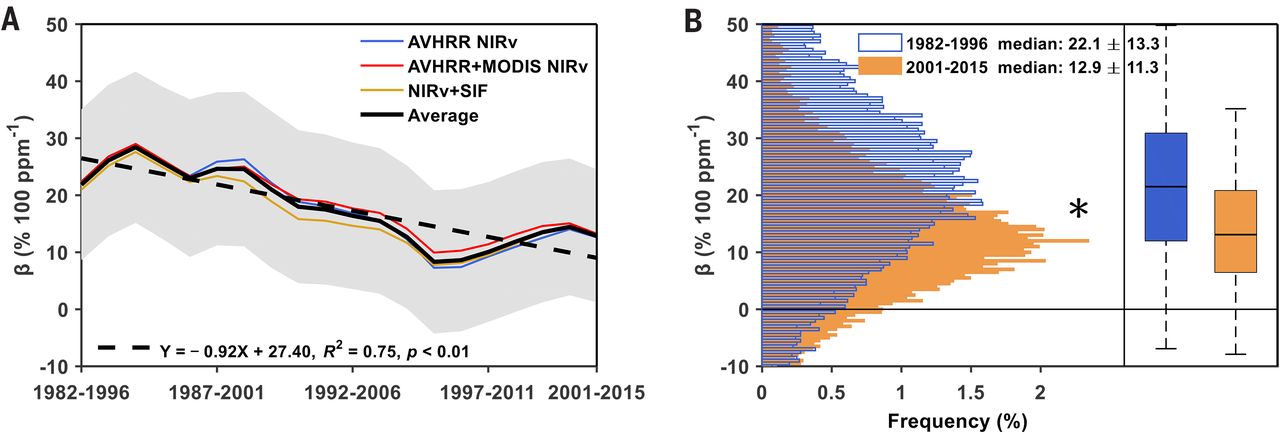 A
β (% 100 ppm⁻¹)
50
40
30
20
10
0
-10
AVHRR NIRv
AVHRR+MODIS NIRv
NIRv+SIF
Average
Y = − 0.92X + 27.40, R² = 0.75, p < 0.01
1982-1996
1987-2001
1992-2006
1997-2011
2001-2015
B
β (% 100 ppm⁻¹)
50
40
30
20
10
0
-10
1982-1996 median: 22.1 ± 13.3
2001-2015 median: 12.9 ± 11.3
*
0
0.5
1
1.5
2
Frequency (%)